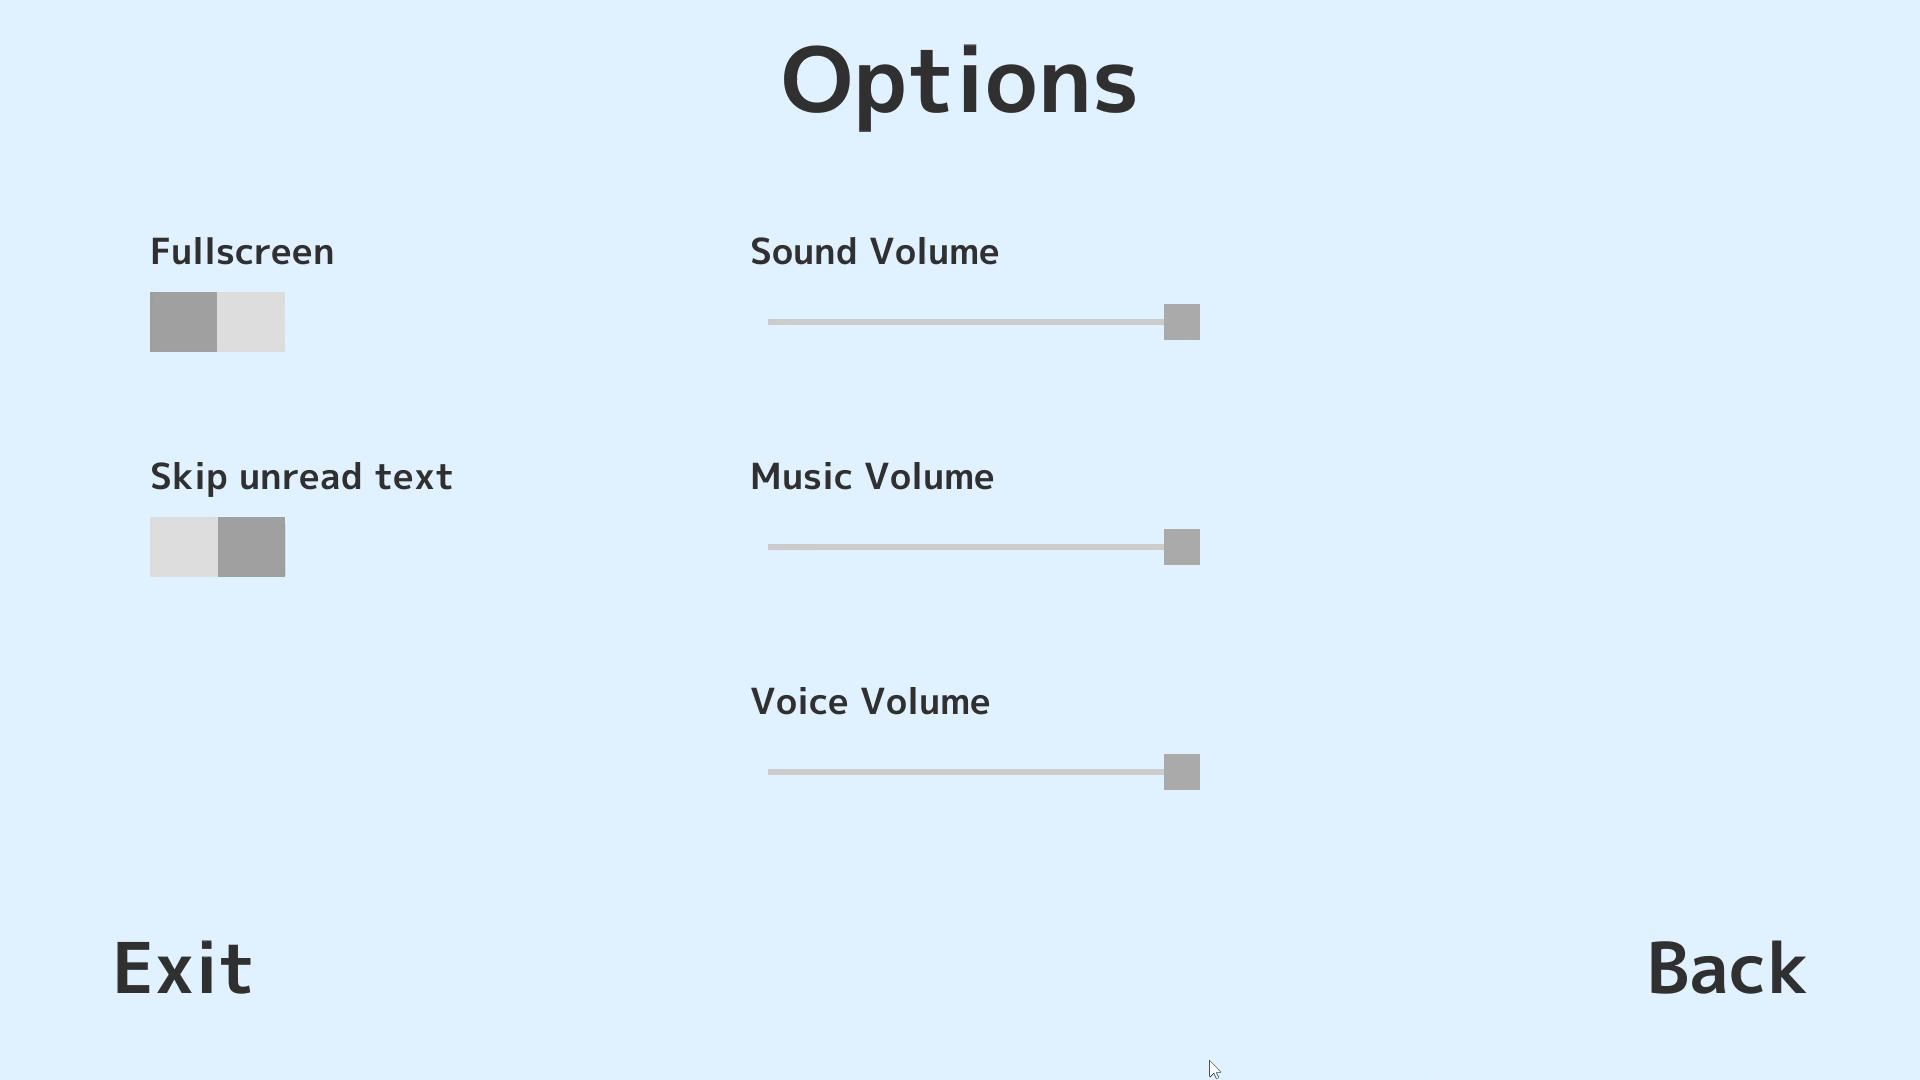 Options
Fullscreen
Sound Volume
Skip unread text
Music Volume
Voice Volume
Exit
Back